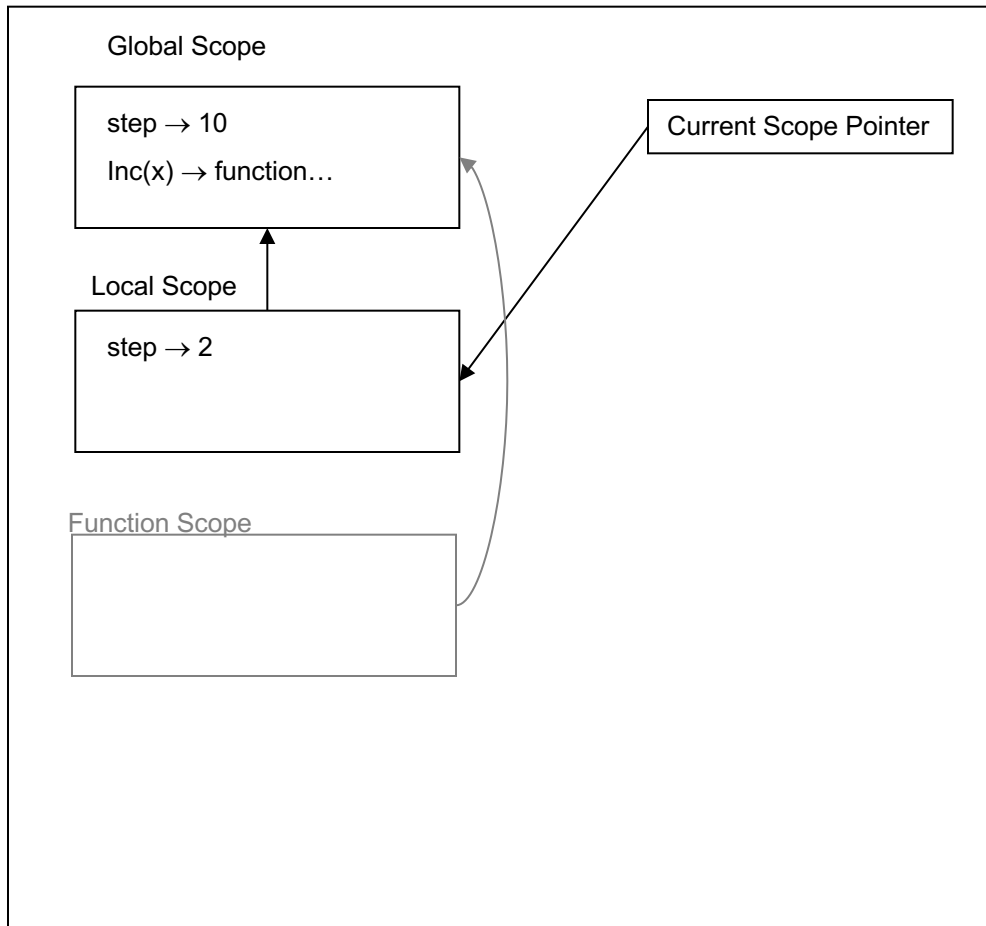 Global Scope
step → 10
Inc(x) → function…
Current Scope Pointer
Local Scope
step → 2
Function Scope